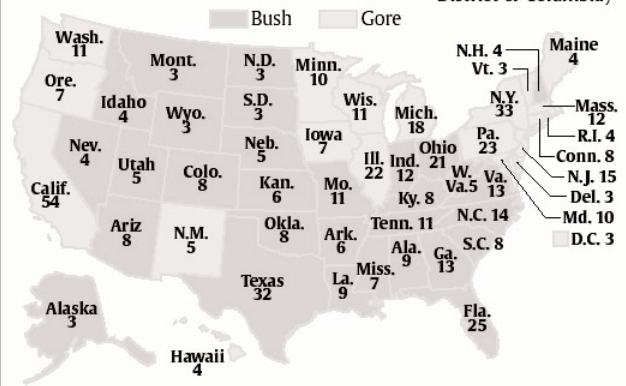 District of Columbia)
Bush
Gore
Wash.
11
Ore.
7
Calif.
54
Nev.
4
Idaho
4
Mont.
3
Wyo.
3
Utah
5
Colo.
8
Ariz
8
N.M.
5
N.D.
3
S.D.
3
Neb.
5
Kan.
6
Okla.
8
Texas
32
Minn.
10
Iowa
7
Mo.
11
Ark.
6
La.
9
Wis.
11
Ill.
22
Mich.
18
Ind.
12
Ohio
21
Ky. 8
Tenn. 11
Miss.
7
Ala.
9
Ga.
13
Fla.
25
S.C. 8
N.C. 14
W.
Va.5
Va.
13
Pa.
23
N.Y.
33
N.H. 4
Vt. 3
Maine
4
Mass.
12
R.I. 4
Conn. 8
N.J. 15
Del. 3
Md. 10
D.C. 3
Alaska
3
Hawaii
4